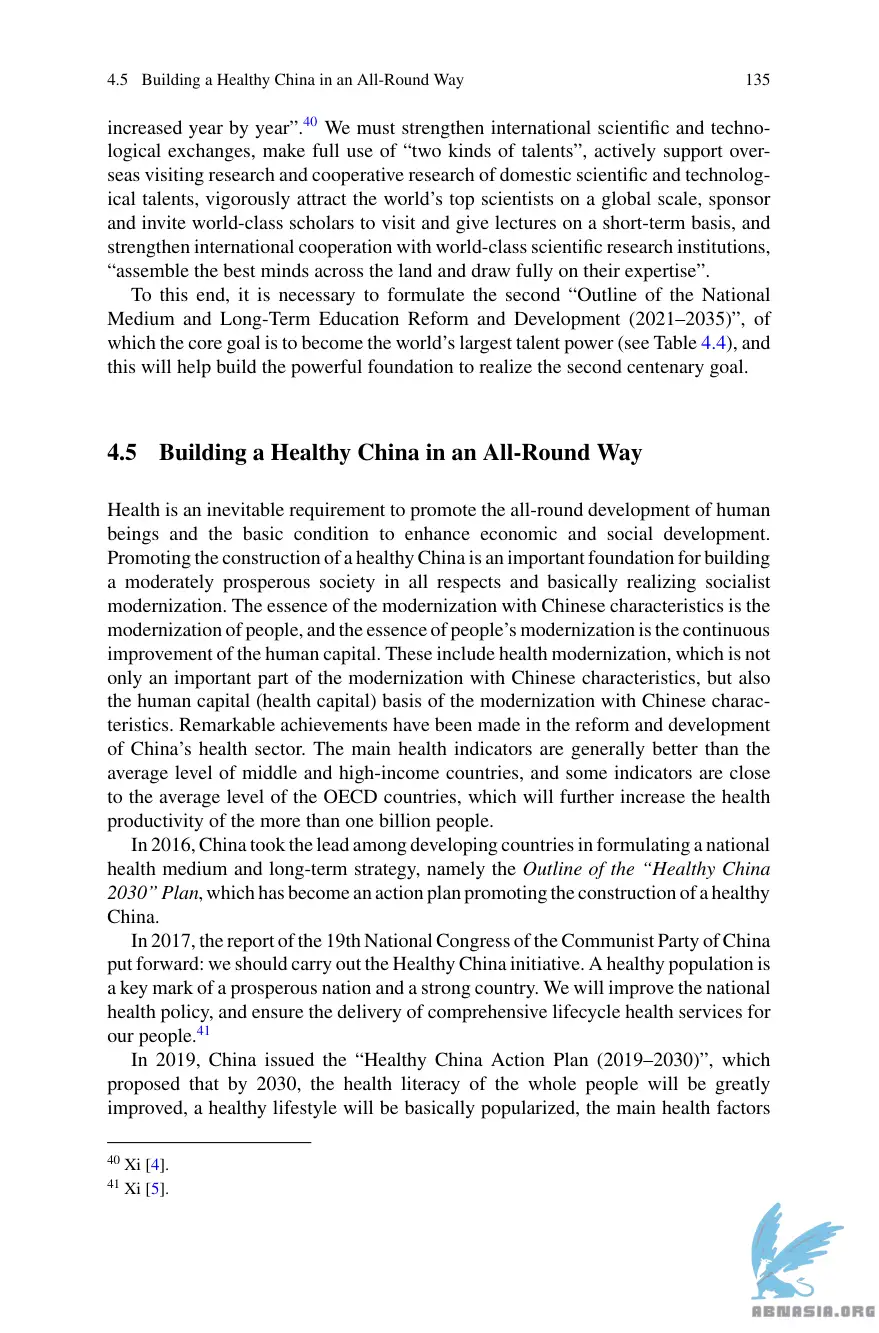 4.5 Building a Healthy China in an All-Round Way 135
increased year by year”.40 We must strengthen international scientific and techno-
logical exchanges, make full use of “two kinds of talents”, actively support over-
seas visiting research and cooperative research of domestic scientific and technolog-
ical talents, vigorously attract the world’s top scientists on a global scale, sponsor
and invite world-class scholars to visit and give lectures on a short-term basis, and
strengthen international cooperation with world-class scientific research institutions,
“assemble the best minds across the land and draw fully on their expertise”.
To this end, it is necessary to formulate the second “Outline of the National
Medium and Long-Term Education Reform and Development (2021–2035)”, of
which the core goal is to become the world’s largest talent power (see Table 4.4), and
this will help build the powerful foundation to realize the second centenary goal.
4.5 Building a Healthy China in an All-Round Way
Health is an inevitable requirement to promote the all-round development of human
beings and the basic condition to enhance economic and social development.
Promoting the construction of a healthy China is an important foundation for building
a moderately prosperous society in all respects and basically realizing socialist
modernization. The essence of the modernization with Chinese characteristics is the
modernization of people, and the essence of people’s modernization is the continuous
improvement of the human capital. These include health modernization, which is not
only an important part of the modernization with Chinese characteristics, but also
the human capital (health capital) basis of the modernization with Chinese charac-
teristics. Remarkable achievements have been made in the reform and development
of China’s health sector. The main health indicators are generally better than the
average level of middle and high-income countries, and some indicators are close
to the average level of the OECD countries, which will further increase the health
productivity of the more than one billion people.
In 2016, China took the lead among developing countries in formulating a national
health medium and long-term strategy, namely the Outline of the “Healthy China
2030” Plan, which has become an action plan promoting the construction of a healthy
China.
In 2017, the report of the 19th National Congress of the Communist Party of China
put forward: we should carry out the Healthy China initiative. A healthy population is
a key mark of a prosperous nation and a strong country. We will improve the national
health policy, and ensure the delivery of comprehensive lifecycle health services for
our people.41
In 2019, China issued the “Healthy China Action Plan (2019–2030)”, which
proposed that by 2030, the health literacy of the whole people will be greatly
improved, a healthy lifestyle will be basically popularized, the main health factors
40 Xi [4].
41 Xi [5].
ABNASIA.ORG